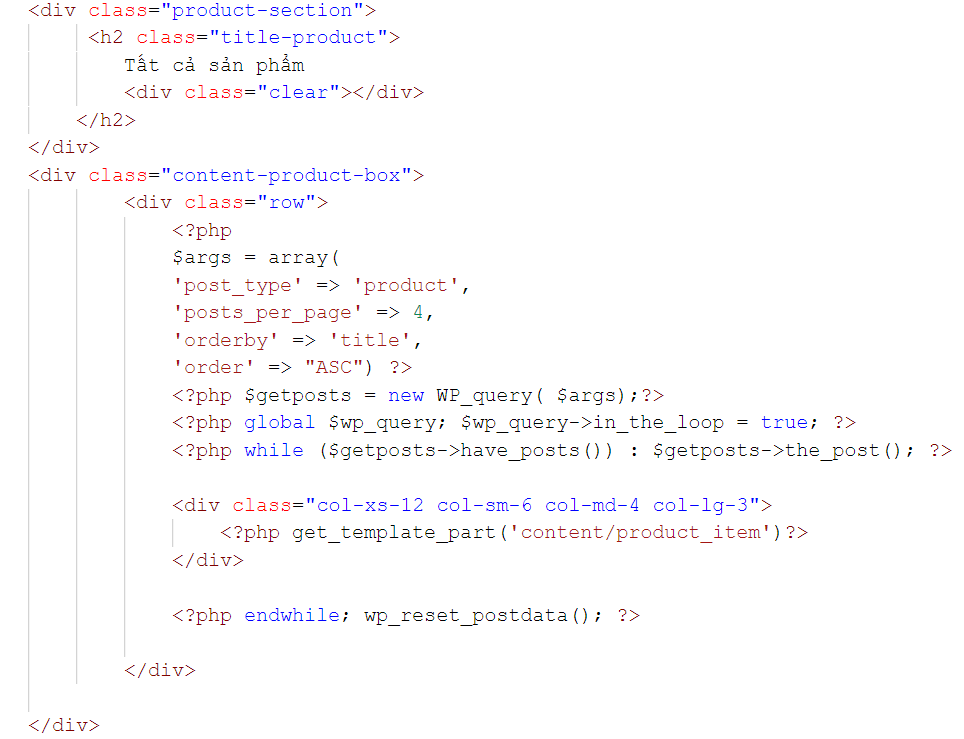 <div class="product-section">
<h2 class="title-product">
Tất cả sản phẩm
<div class="clear"></div>
</h2>
</div>
<div class="content-product-box">
<div class="row">
<?php
$args = array(
'post_type' => 'product',
'posts_per_page' => 4,
'orderby' => 'title',
'order' => "ASC") ?>
<?php $getposts = new WP_query( $args);?>
<?php global $wp_query; $wp_query->in_the_loop = true; ?>
<?php while ($getposts->have_posts()) : $getposts->the_post(); ?>
<div class="col-xs-12 col-sm-6 col-md-4 col-lg-3">
<?php get_template_part('content/product_item')?>
</div>
<?php endwhile; wp_reset_postdata(); ?>
</div>
</div>